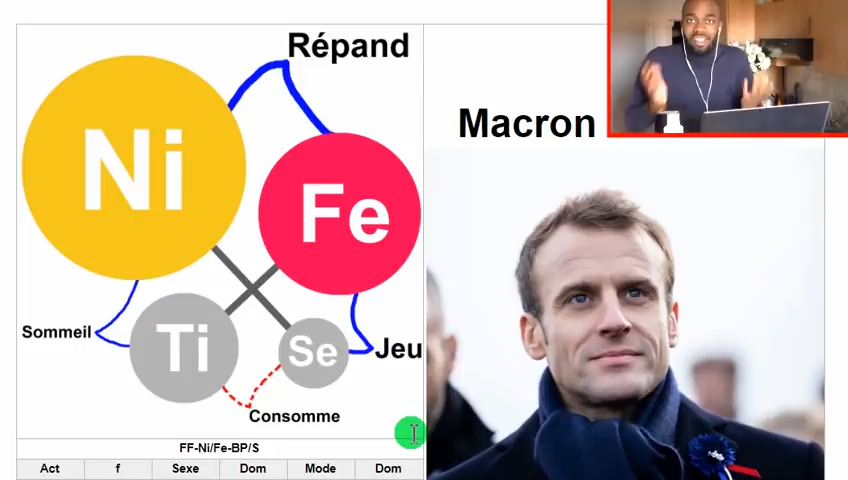 Répand
Macron
Ni
Fe
Sommeil
Ti
Se
Jeu
Consomme
FF-Ni/Fe-BP/S
Act f Sexe Dom Mode Dom